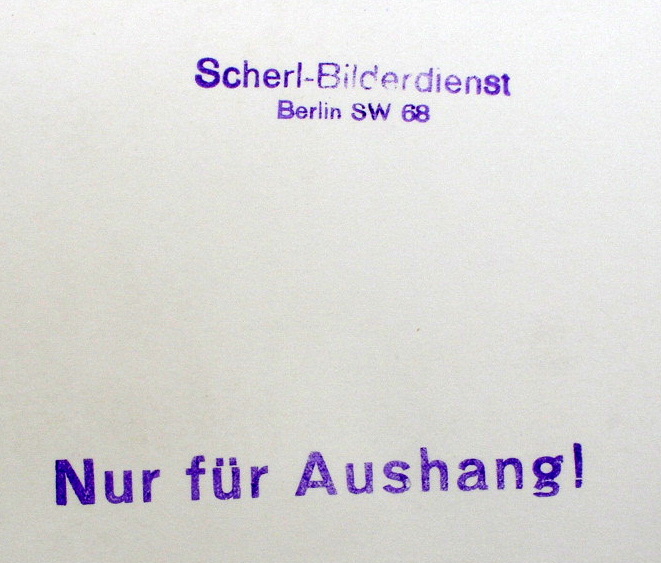 Scherl-Bilderdienst
Berlin SW 68
Nur für Aushang!